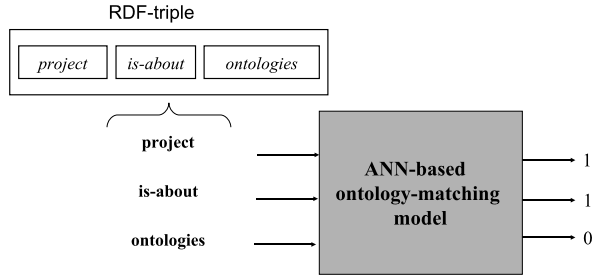 RDF-triple
project is-about ontologies
project
is-about
ontologies
ANN-based
ontology-matching
model
1
1
0